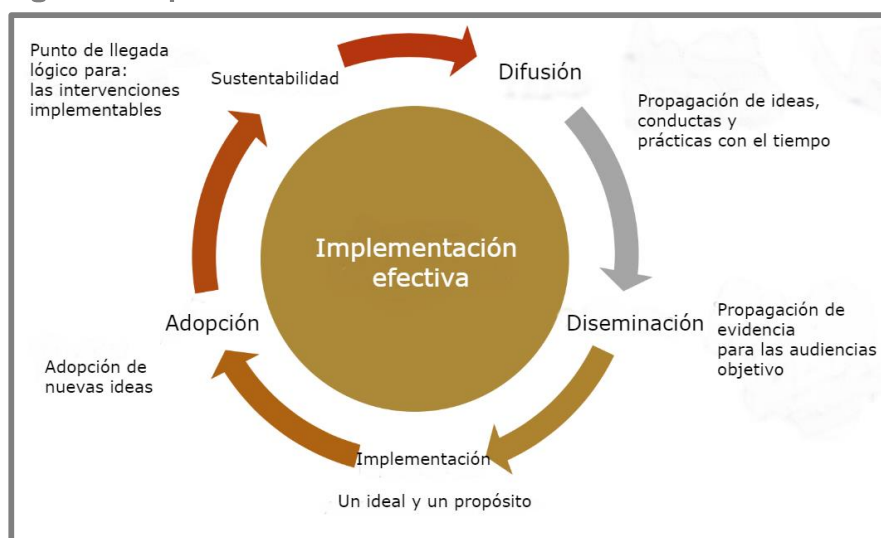 Punto de llegada
lógico para:
las intervenciones
implementables
Sustentabilidad
Difusión
Propagación de ideas,
conductas y
prácticas con el tiempo
Implementación
efectiva
Adopción
Diseminación
Propagación de
evidencia
para las audiencias
objetivo
Adopción de
nuevas ideas
Implementación
Un ideal y un propósito